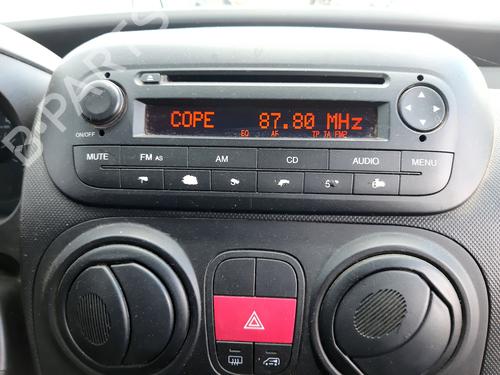 COPE 87.80 MHz
EQ AF TP TA FM2
ON/OFF
MUTE FM AS AM CD AUDIO MENU
B-PARTS